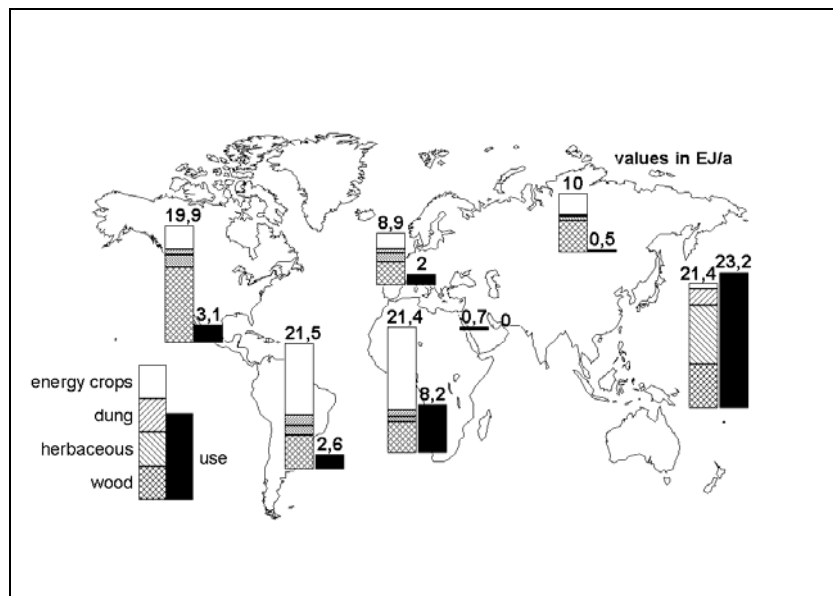 values in EJ/a
10
19,9
8,9
0,5
2
21,4
23,2
3,1
0,7
0
21,5
21,4
8,2
2,6
energy crops
dung
herbaceous
wood
use